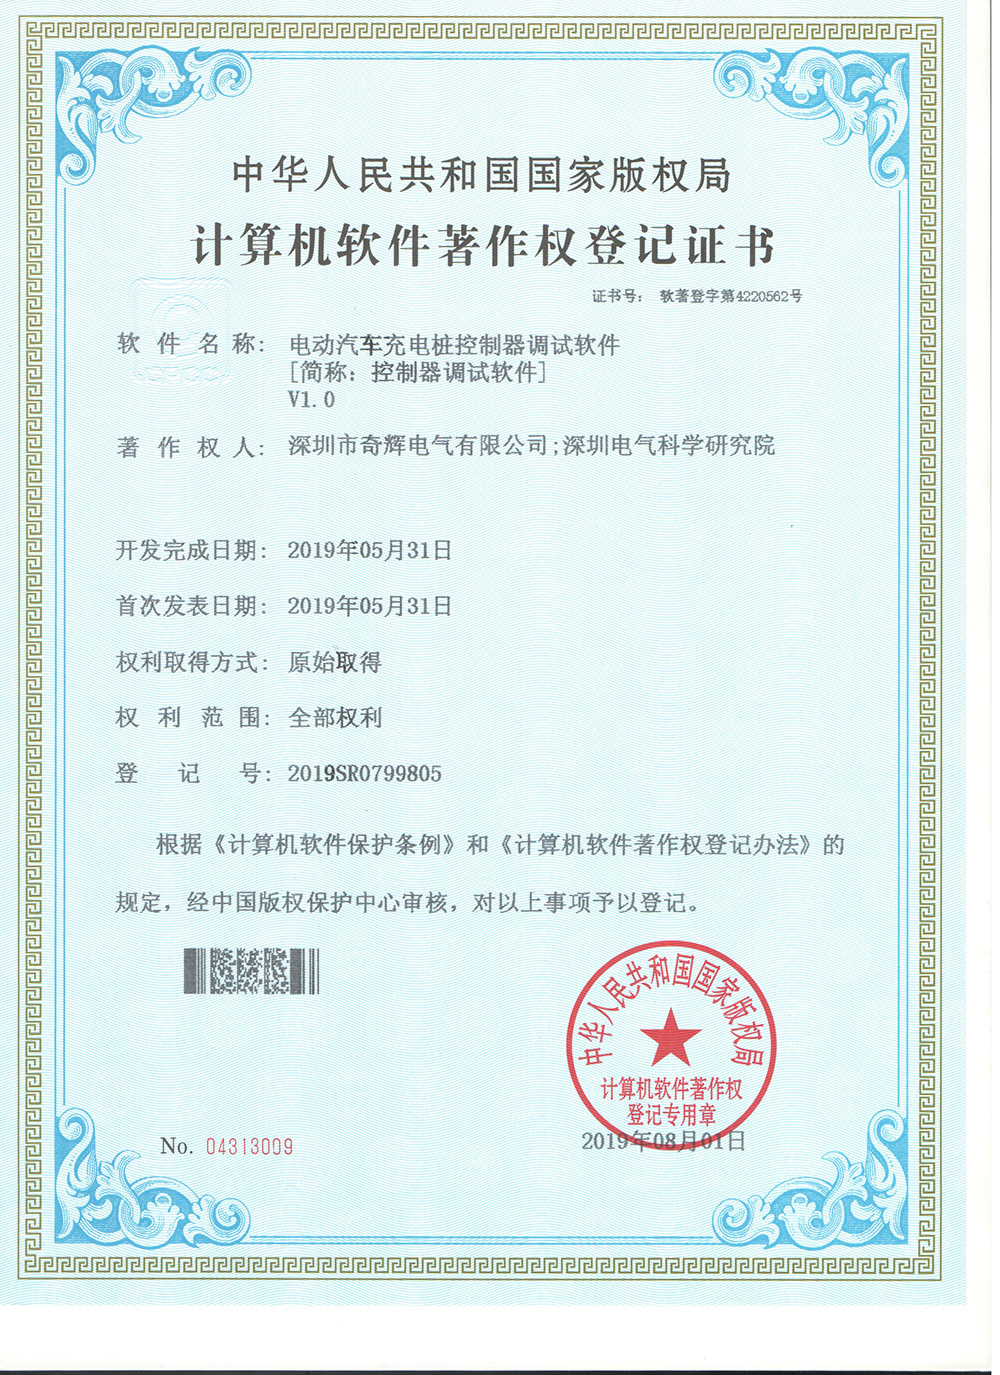 中华人民共和国国家版权局
计算机软件著作权登记证书
证书号： 软著登字第4220562号
软件名称： 电动汽车充电桩控制器调试软件
[简称：控制器调试软件]
V1.0
著作权人： 深圳市奇辉电气有限公司;深圳电气科学研究院
开发完成日期： 2019年05月31日
首次发表日期： 2019年05月31日
权利取得方式： 原始取得
权利范围： 全部权利
登记号： 2019SR0799805
根据《计算机软件保护条例》和《计算机软件著作权登记办法》的
规定，经中国版权保护中心审核，对以上事项予以登记。
中华人民共和国国家版权局
计算机软件著作权
登记专用章
No. 04313009
2019年08月01日
CPCC